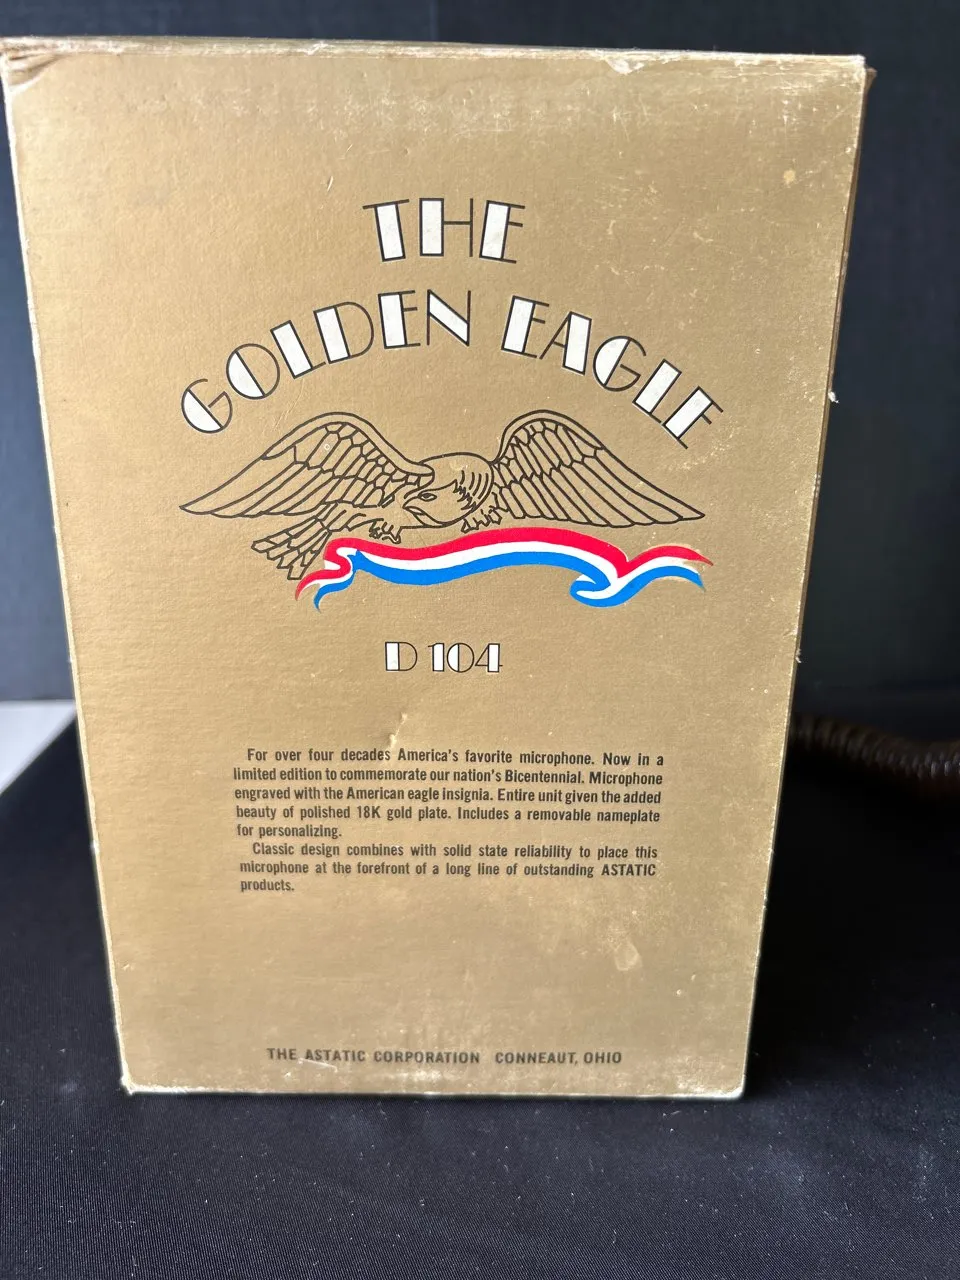 THE
GOLDEN EAGLE
D 104
For over four decades America's favorite microphone. Now in a
limited edition to commemorate our nation's Bicentennial. Microphone
engraved with the American eagle insignia. Entire unit given the added
beauty of polished 18K gold plate. Includes a removable nameplate
for personalizing.
Classic design combines with solid state reliability to place this
microphone at the forefront of a long line of outstanding ASTATIC
products.
THE ASTATIC CORPORATION CONNEAUT, OHIO